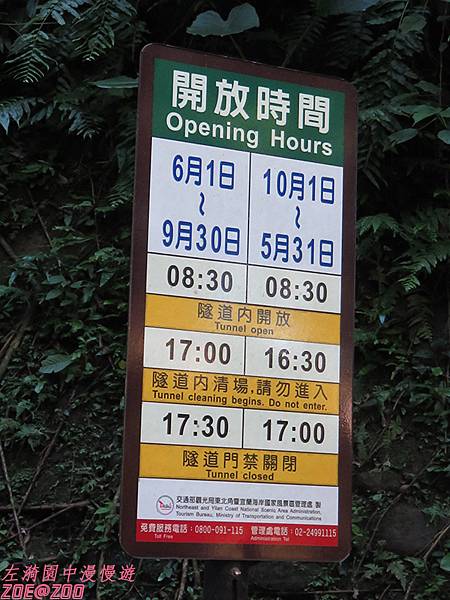 開放時間
Opening Hours
6月1日 10月1日
~ ~
9月30日 5月31日
08:30 08:30
隧道內開放
Tunnel open
17:00 16:30
隧道內清場,請勿進入
Tunnel cleaning begins. Do not enter.
17:30 17:00
隧道門禁關閉
Tunnel closed
交通部觀光局東北角暨宜蘭海岸國家風景區管理處 製
Northeast and Yilan Coast National Scenic Area Administration,
Tourism Bureau, Ministry of Transportation and Communications
免費服務電話:0800-091-115 管理處電話:02-24991115
Toll Free Administration Tel
左漪園中漫慢遊
ZOE@ZOO